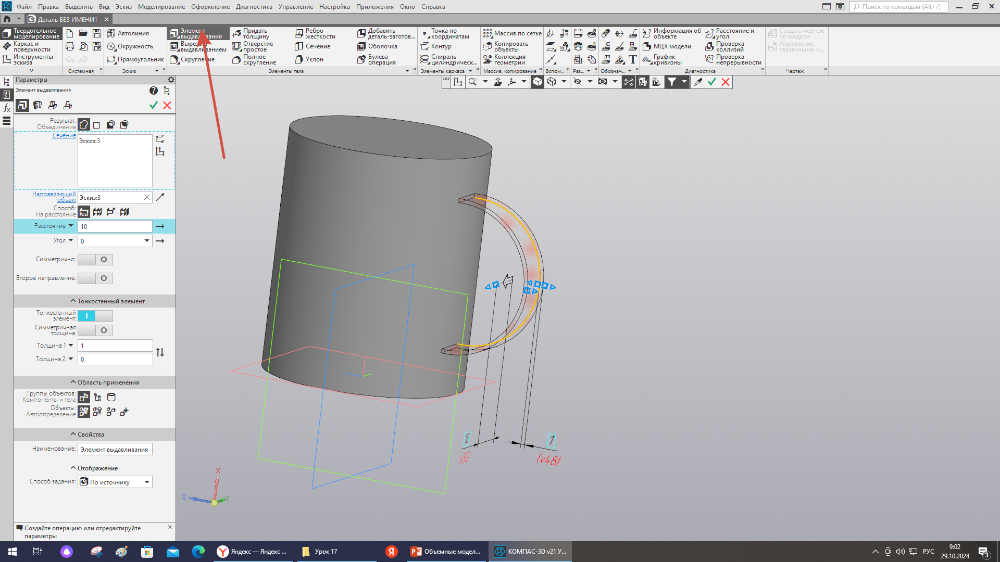 Файл Правка Выделить Вид Эскиз Моделирование Оформление Диагностика Управление Настройка Приложения Окно Справка
Поиск по командам (Alt+/)
Деталь БЕЗ ИМЕНИ1
Твердотельное моделирование
Каркас и поверхности
Инструменты эскиза
Системная
Автолиния
Окружность
Прямоугольник
Эскиз
Элемент выдавливания
Вырезать выдавливанием
Скругление
Придать толщину
Отверстие простое
Полное скругление
Ребро жесткости
Сечение
Уклон
Добавить деталь-заготов...
Оболочка
Булева операция
Элементы тела
Точка по координатам
Контур
Спираль цилиндрическ...
Элементы каркаса
Массив по сетке
Копировать объекты
Коллекция геометрии
Массив, копирование
Вспом...
Раз...
Обознач...
Информация об объекте
МЦХ модели
График кривизны
Расстояние и угол
Проверка коллизий
Проверка непрерывности
Диагностика
Создать чертеж по модели
Управление связанными ч...
Чертеж
Параметры
Элемент выдавливания
Результат:
Объединение
Сечение
Эскиз:3
Направляющий объект
Эскиз:3
Способ:
На расстояние
Расстояние
10
Угол
0
Симметрично:
Второе направление:
Тонкостенный элемент
Тонкостенный элемент:
Симметричная толщина:
Толщина 1
1
Толщина 2
0
Область применения
Группы объектов:
Компоненты и тела
Объекты:
Автоопределение
Свойства
Наименование:
Элемент выдавливания
Отображение
Способ задания:
По источнику
Создайте операцию или отредактируйте
параметры
X
Z
Y
10
1
(v48)
Яндекс — Яндекс ...
Урок 17
Объемные модел...
КОМПАС-3D v21 У...
РУС
9:02
29.10.2024
3